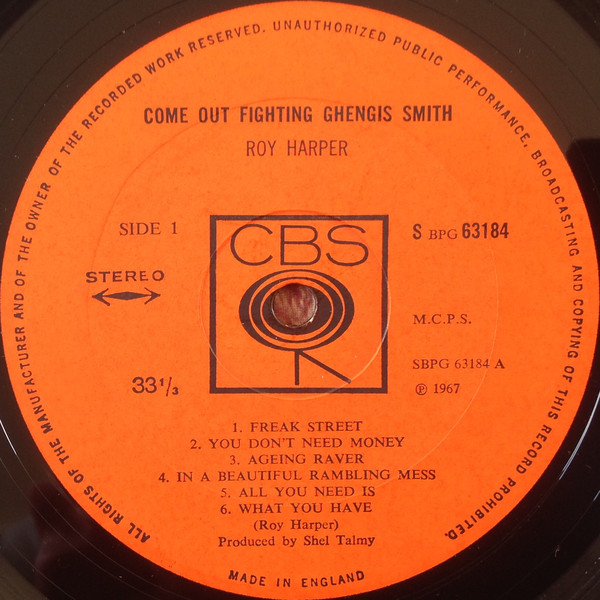 ALL RIGHTS OF THE MANUFACTURER AND OF THE OWNER OF THE RECORDED WORK RESERVED. UNAUTHORIZED PUBLIC PERFORMANCE, BROADCASTING AND COPYING OF THIS RECORD PROHIBITED.
COME OUT FIGHTING GHENGIS SMITH
ROY HARPER
SIDE 1
CBS
S BPG 63184
STEREO
M.C.P.S.
33 1/3
SBPG 63184 A
℗ 1967
1. FREAK STREET
2. YOU DON'T NEED MONEY
3. AGEING RAVER
4. IN A BEAUTIFUL RAMBLING MESS
5. ALL YOU NEED IS
6. WHAT YOU HAVE
(Roy Harper)
Produced by Shel Talmy
MADE IN ENGLAND